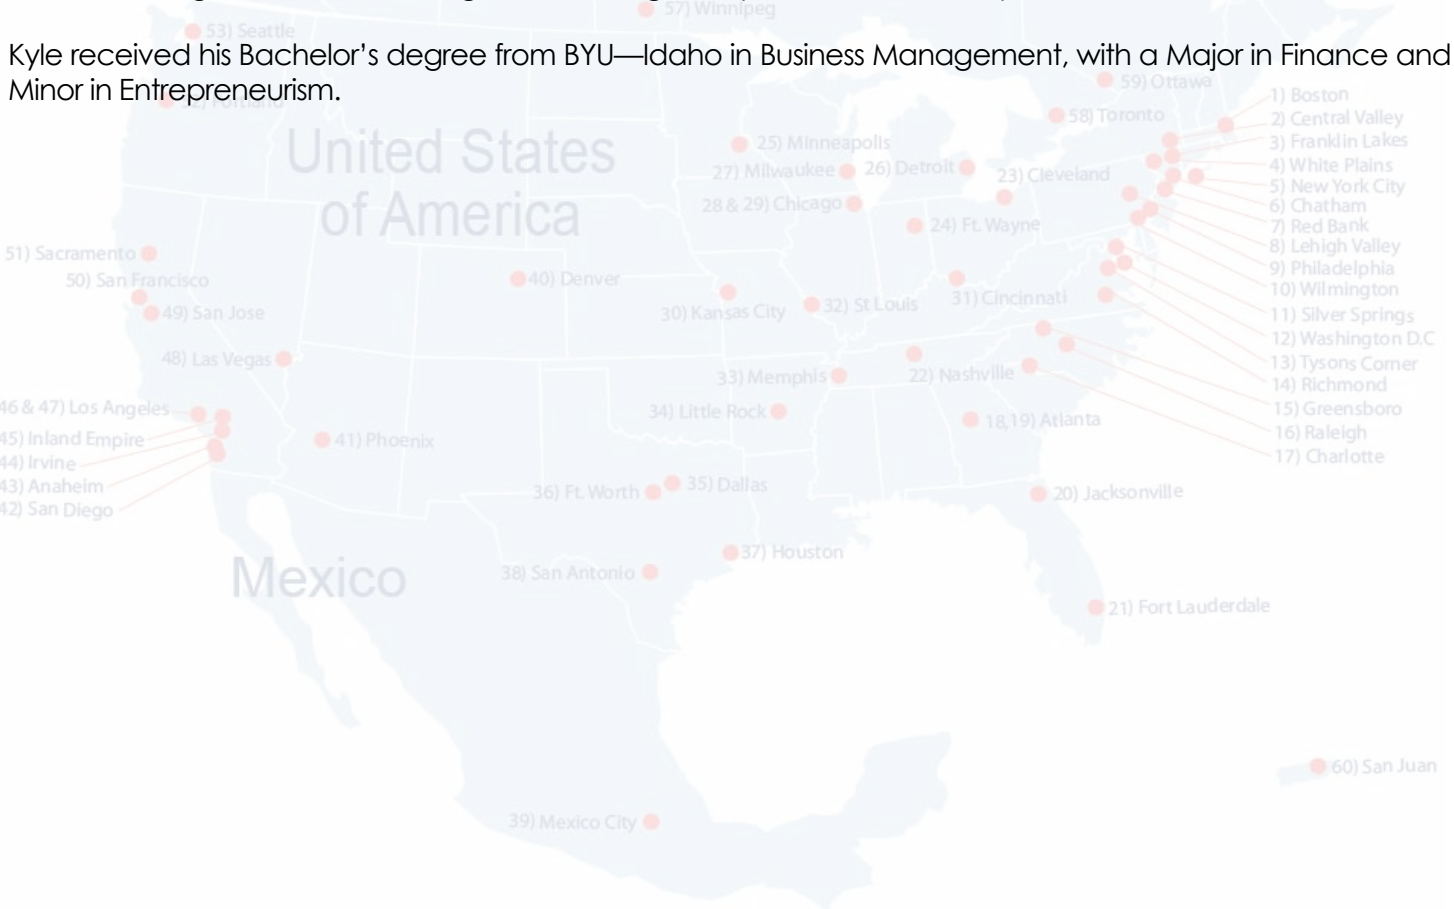 57) Winnipeg
53) Seattle
Kyle received his Bachelor’s degree from BYU—Idaho in Business Management, with a Major in Finance and
Minor in Entrepreneurism.
59) Ottawa
1) Boston
58) Toronto
2) Central Valley
3) Franklin Lakes
United States
of America
25) Minneapolis
27) Milwaukee
26) Detroit
23) Cleveland
4) White Plains
5) New York City
28 & 29) Chicago
6) Chatham
24) Ft. Wayne
7) Red Bank
8) Lehigh Valley
51) Sacramento
9) Philadelphia
50) San Francisco
40) Denver
10) Wilmington
49) San Jose
30) Kansas City
32) St Louis
31) Cincinnati
11) Silver Springs
12) Washington D.C
48) Las Vegas
13) Tysons Corner
33) Memphis
22) Nashville
14) Richmond
46 & 47) Los Angeles
34) Little Rock
18,19) Atlanta
15) Greensboro
45) Inland Empire
41) Phoenix
16) Raleigh
44) Irvine
17) Charlotte
43) Anaheim
36) Ft. Worth
35) Dallas
20) Jacksonville
42) San Diego
37) Houston
Mexico
38) San Antonio
21) Fort Lauderdale
60) San Juan
39) Mexico City